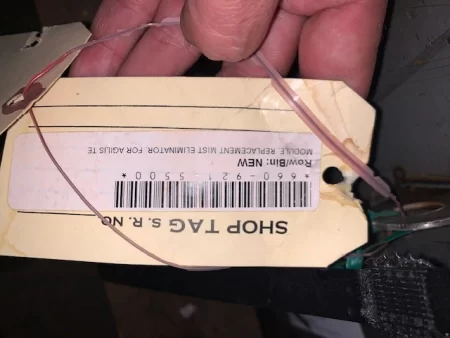 SHOP TAG S. R. NO
*660-921-5500*
Row/Bin: NEW
MODULE, REPLACEMENT MIST ELIMINATOR, FOR AGILIS TE